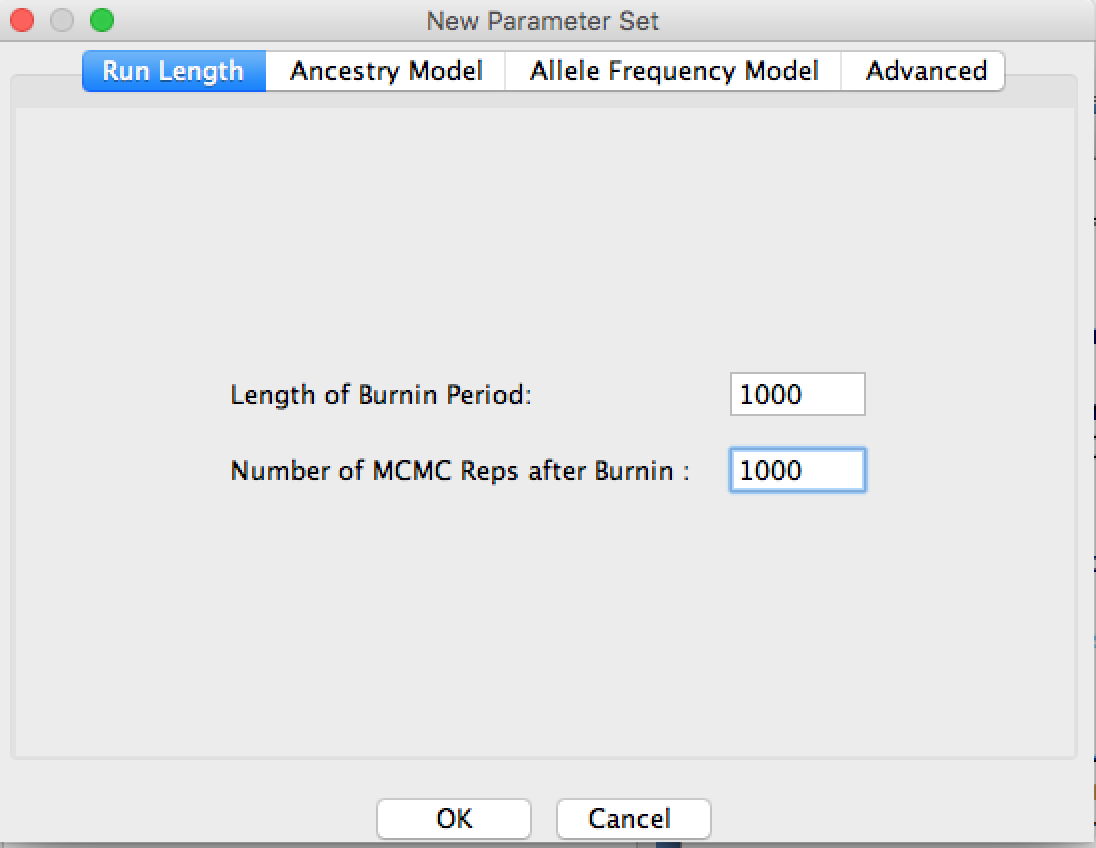 New Parameter Set
Run Length Ancestry Model Allele Frequency Model Advanced
Length of Burnin Period: 1000
Number of MCMC Reps after Burnin : 1000
OK Cancel